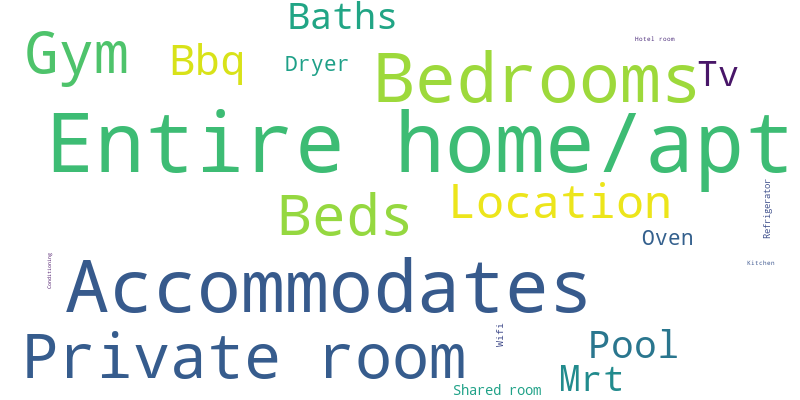 Baths
Gym
Bbq
Dryer
Hotel room
Bedrooms
Tv
Entire home/apt
Beds
Location
Refrigerator
Oven
Conditioning
Accommodates
Kitchen
Private room
Wifi
Pool
Mrt
Shared room